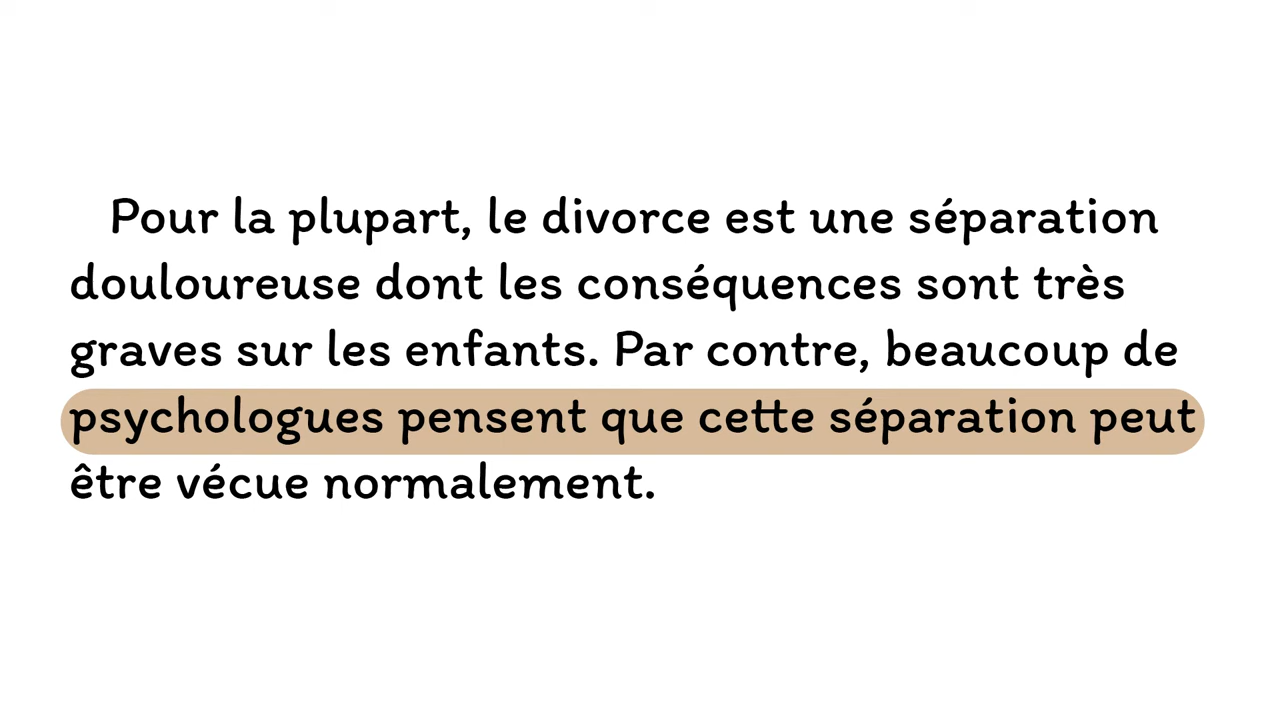 Pour la plupart, le divorce est une séparation
douloureuse dont les conséquences sont très
graves sur les enfants. Par contre, beaucoup de
psychologues pensent que cette séparation peut
être vécue normalement.